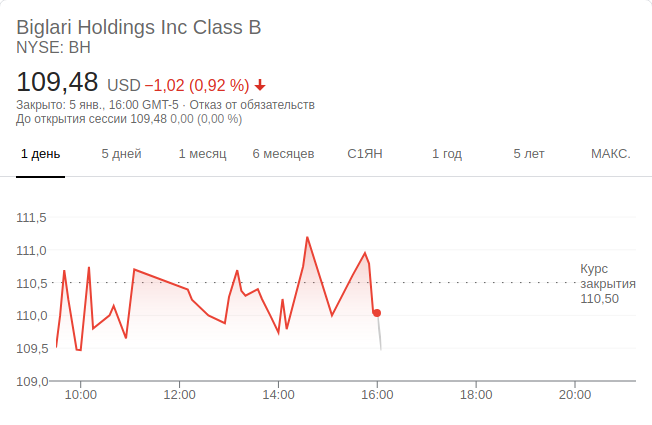 Biglari Holdings Inc Class B
NYSE: BH
109,48 USD −1,02 (0,92 %)
Закрыто: 5 янв., 16:00 GMT-5 · Отказ от обязательств
До открытия сессии 109,48 0,00 (0,00 %)
1 день 5 дней 1 месяц 6 месяцев С1ЯН 1 год 5 лет МАКС.
111,5
111,0
110,5
110,0
109,5
109,0
Курс
закрытия
110,50
10:00 12:00 14:00 16:00 18:00 20:00